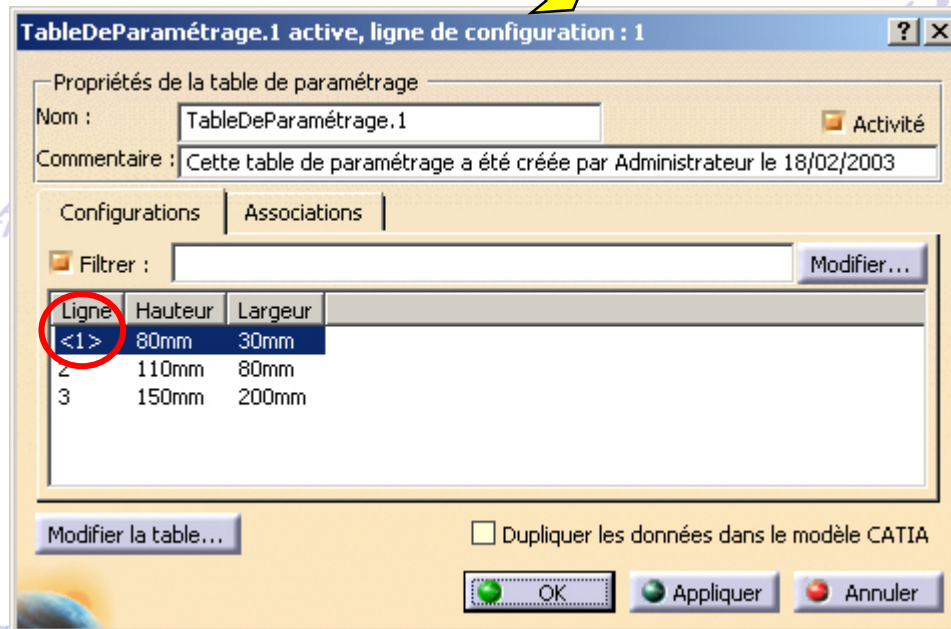 TableDeParamétrage.1 active, ligne de configuration : 1
Propriétés de la table de paramétrage
Nom : TableDeParamétrage.1 Activité
Commentaire : Cette table de paramétrage a été créée par Administrateur le 18/02/2003
Configurations Associations
Filtrer : Modifier...
Ligne Hauteur Largeur
<1> 80mm 30mm
2 110mm 80mm
3 150mm 200mm
Modifier la table... Dupliquer les données dans le modèle CATIA
OK Appliquer Annuler